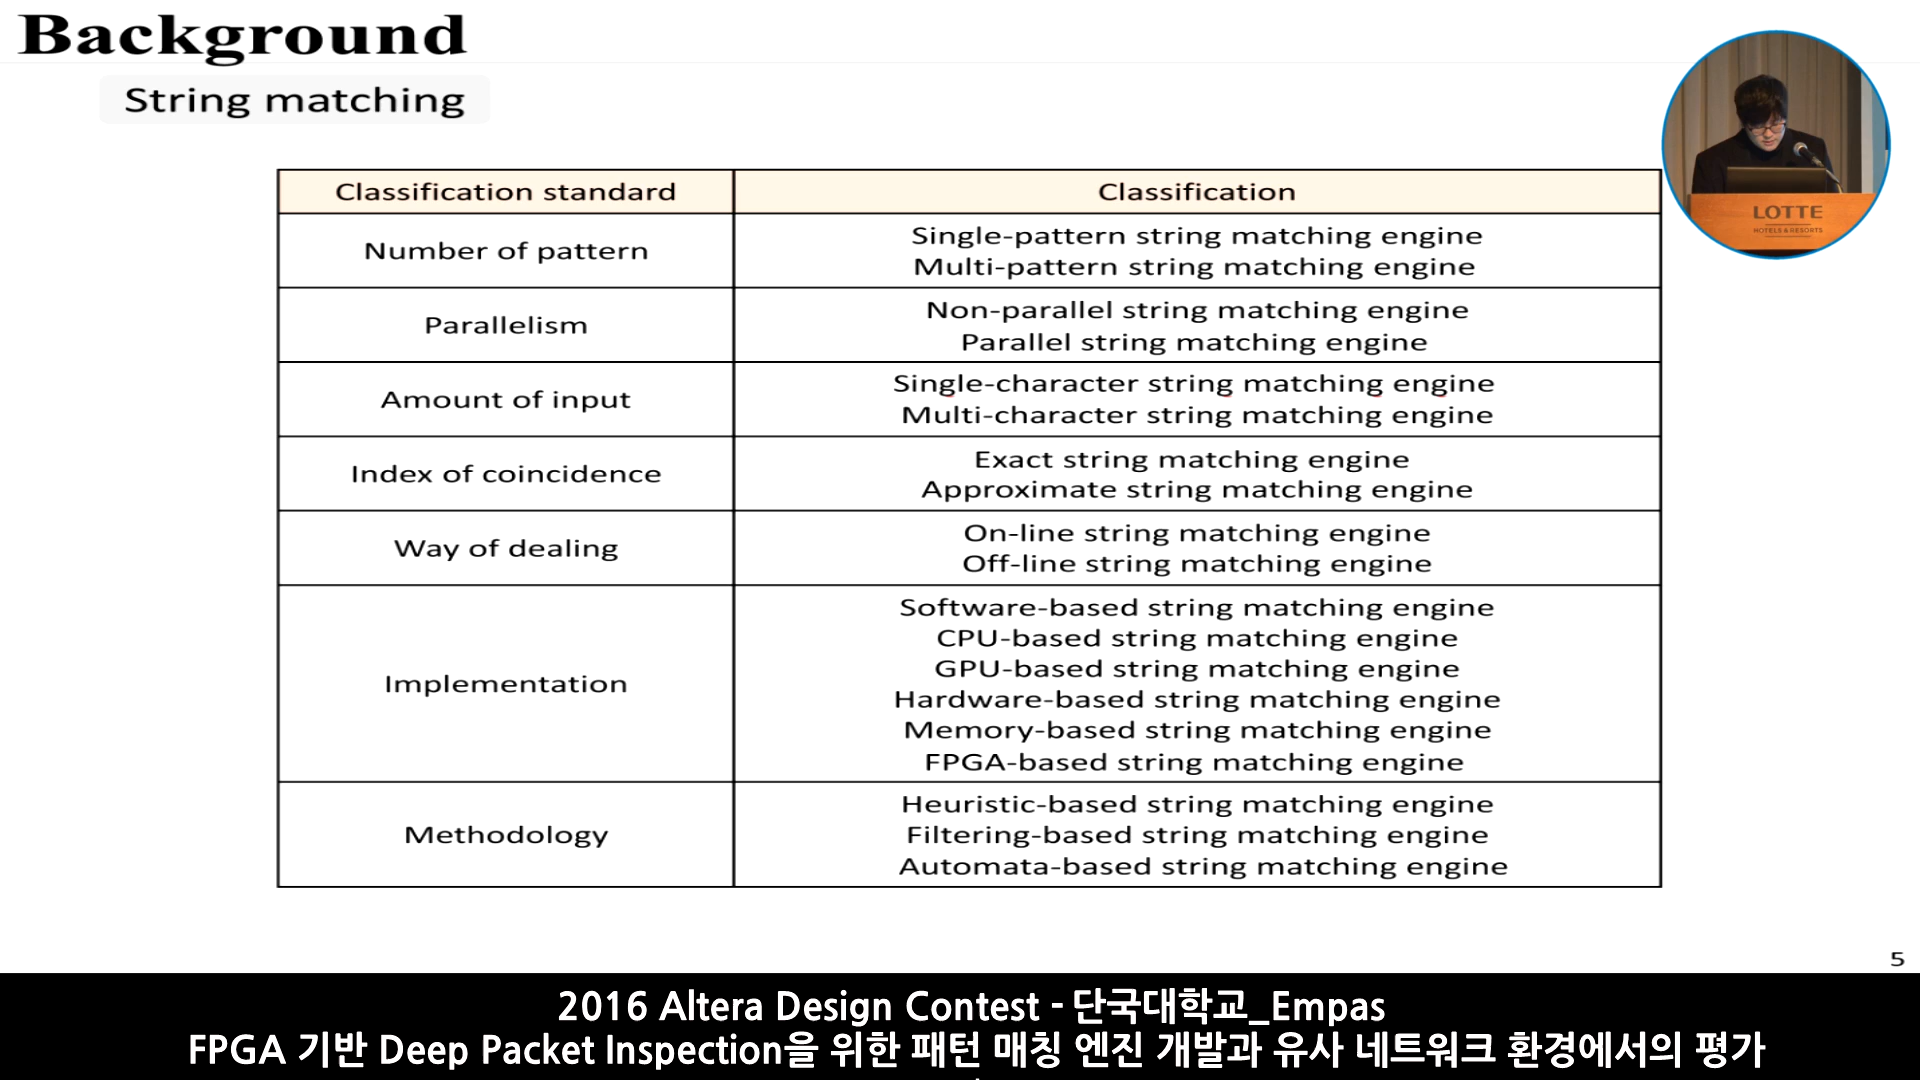 Background
String matching
Classification standard
Classification
Number of pattern
Single-pattern string matching engine
Multi-pattern string matching engine
Parallelism
Non-parallel string matching engine
Parallel string matching engine
Amount of input
Single-character string matching engine
Multi-character string matching engine
Index of coincidence
Exact string matching engine
Approximate string matching engine
Way of dealing
On-line string matching engine
Off-line string matching engine
Implementation
Software-based string matching engine
CPU-based string matching engine
GPU-based string matching engine
Hardware-based string matching engine
Memory-based string matching engine
FPGA-based string matching engine
Methodology
Heuristic-based string matching engine
Filtering-based string matching engine
Automata-based string matching engine
LOTTE
HOTELS & RESORTS
5
2016 Altera Design Contest - 단국대학교_Empas
FPGA 기반 Deep Packet Inspection을 위한 패턴 매칭 엔진 개발과 유사 네트워크 환경에서의 평가